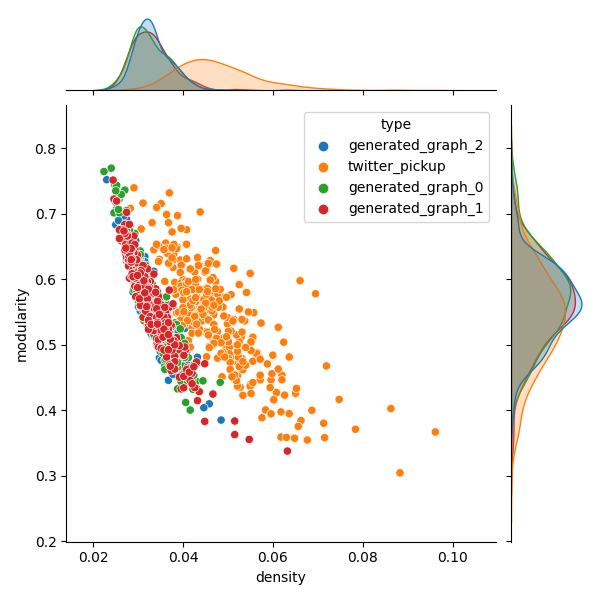 type
generated_graph_2
twitter_pickup
generated_graph_0
generated_graph_1
0.8
0.7
0.6
0.5
0.4
0.3
0.2
modularity
0.02 0.04 0.06 0.08 0.10
density